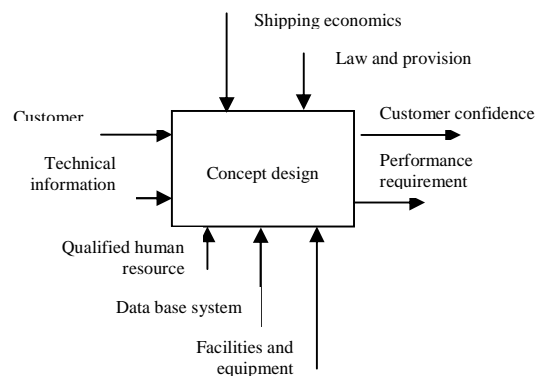 Shipping economics
Law and provision
Customer
Customer confidence
Technical
information
Performance
requirement
Concept design
Qualified human
resource
Data base system
Facilities and
equipment